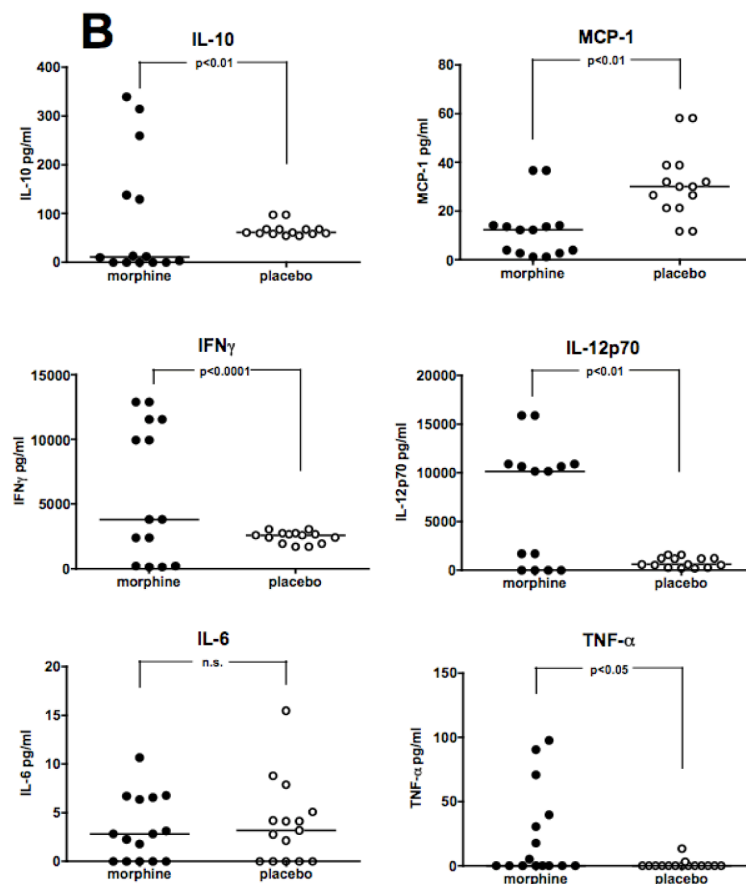 B
IL-10
p<0.01
IL-10 pg/ml
400
300
200
100
0
morphine
placebo
MCP-1
p<0.01
MCP-1 pg/ml
80
60
40
20
0
morphine
placebo
IFNγ
p<0.0001
IFNγ pg/ml
15000
10000
5000
0
morphine
placebo
IL-12p70
p<0.01
IL-12p70 pg/ml
20000
15000
10000
5000
0
morphine
placebo
IL-6
n.s.
IL-6 pg/ml
20
15
10
5
0
morphine
placebo
TNF-α
p<0.05
TNF-α pg/ml
150
100
50
0
morphine
placebo